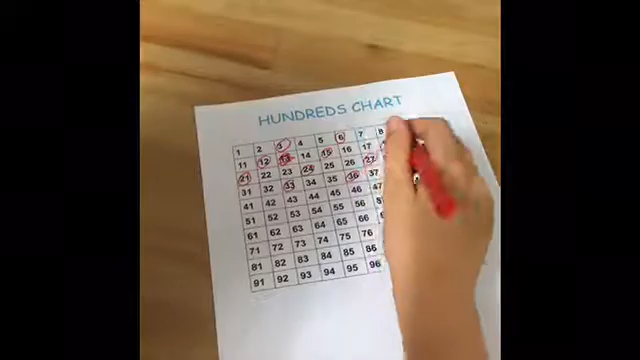 HUNDREDS CHART
1 2 3 4 5 6 7 8
11 12 13 14 15 16 17
21 22 23 24 25 26 27
31 32 33 34 35 36 37
41 42 43 44 45 46 47
51 52 53 54 55 56
61 62 63 64 65 66
71 72 73 74 75 76
81 82 83 84 85 86
91 92 93 94 95 96